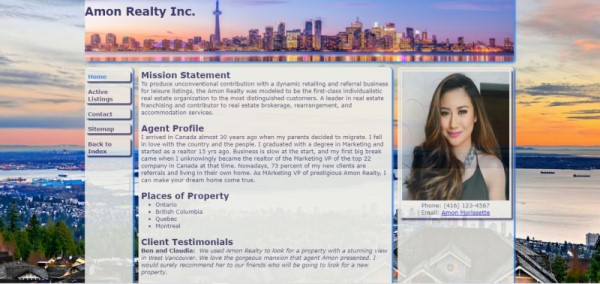 Amon Realty Inc.
Home
Active
Listings
Contact
Sitemap
Back to
Index
Mission Statement
To produce unconventional contribution with a dynamic retailing and referral business
for leisure listings, the Amon Realty was modeled to be the first-class individualistic
real estate organization to the most distinguished customers. A leader in real estate
franchising and contributor to real estate brokerage, rearrangement, and
accommodation services.
Agent Profile
I arrived in Canada almost 30 years ago when my parents decided to migrate. I fell
in love with the country and the people. I graduated with a degree in Marketing and
started as a realtor 15 yrs ago. Business is slow at the start, and my first big break
came when I unknowingly became the realtor of the Marketing VP of the top 22
company in Canada at that time. Nowadays, 73 percent of my new clients are
referrals and living in their own home. As Marketing VP of prestigious Amon Realty, I
can make your dream home come true.
Places of Property
• Ontario
• British Columbia
• Quebec
• Montreal
Client Testimonials
Ben and Claudia: We used Amon Realty to look for a property with a stunning view
in West Vancouver. We love the gorgeous mansion that agent Amon presented. I
would surely recommend her to our friends who will be going to look for a new
property.
Phone: (416) 123-4567
Email: Amon Morissette